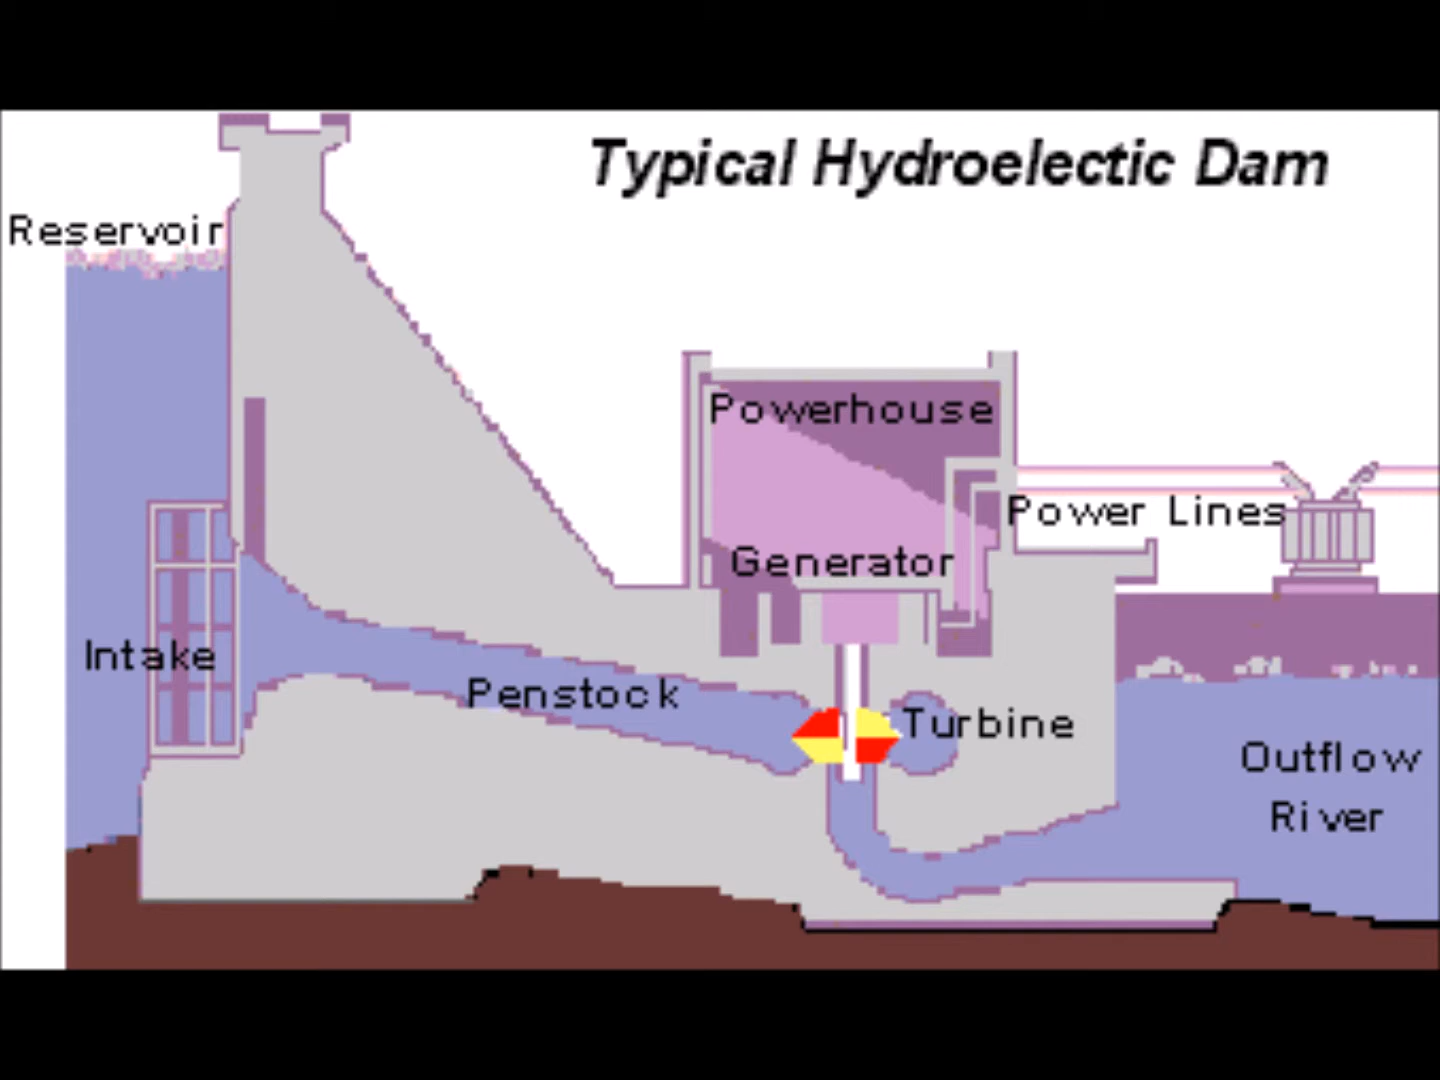 Typical Hydroelectic Dam
Reservoir
Powerhouse
Power Lines
Generator
Intake
Penstock
Turbine
Outflow
River